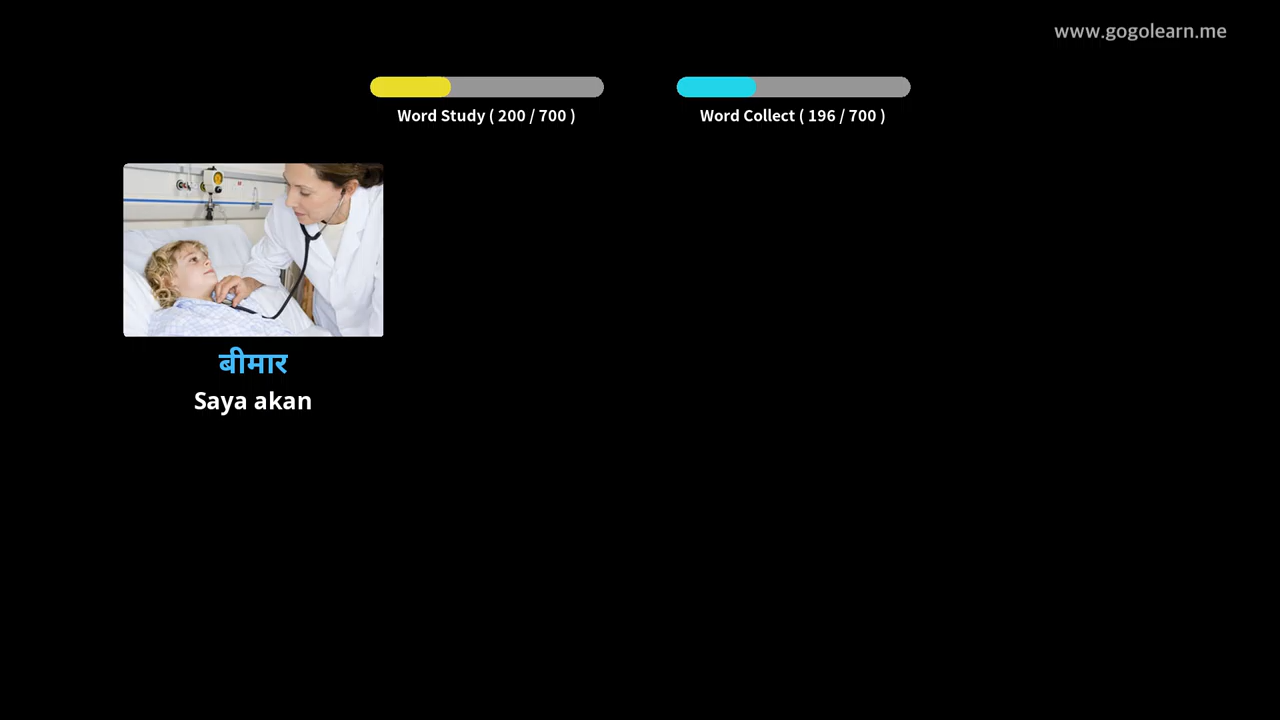 www.gogolearn.me
Word Study ( 200 / 700 )
Word Collect ( 196 / 700 )
बीमार
Saya akan